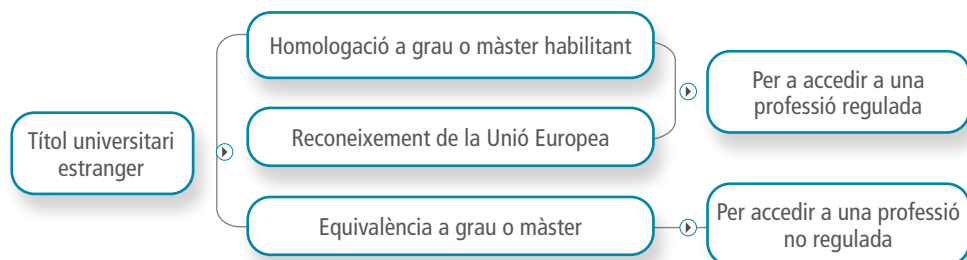 Títol universitari
estranger
Homologació a grau o màster habilitant
Reconeixement de la Unió Europea
Equivalència a grau o màster
Per a accedir a una
professió regulada
Per accedir a una professió
no regulada